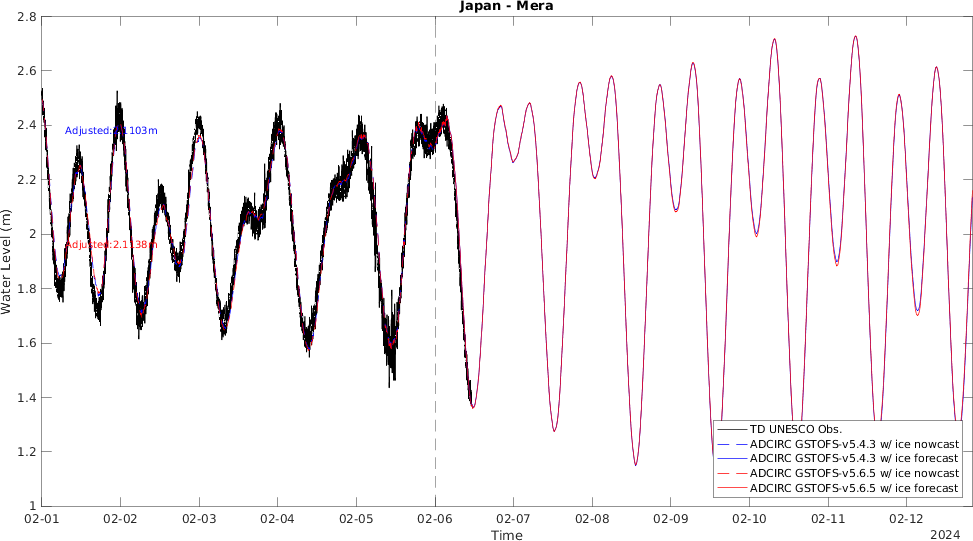 Japan - Mera
2.8
2.6
2.4
2.2
2
1.8
1.6
1.4
1.2
1
Water Level (m)
1103m
Adjusted:2.1138m
TD UNESCO Obs.
ADCIRC GSTOFS-v5.4.3 w/ ice nowcast
ADCIRC GSTOFS-v5.4.3 w/ ice forecast
ADCIRC GSTOFS-v5.6.5 w/ ice nowcast
ADCIRC GSTOFS-v5.6.5 w/ ice forecast
02-01 02-02 02-03 02-04 02-05 02-06 02-07 02-08 02-09 02-10 02-11 02-12
Time
2024